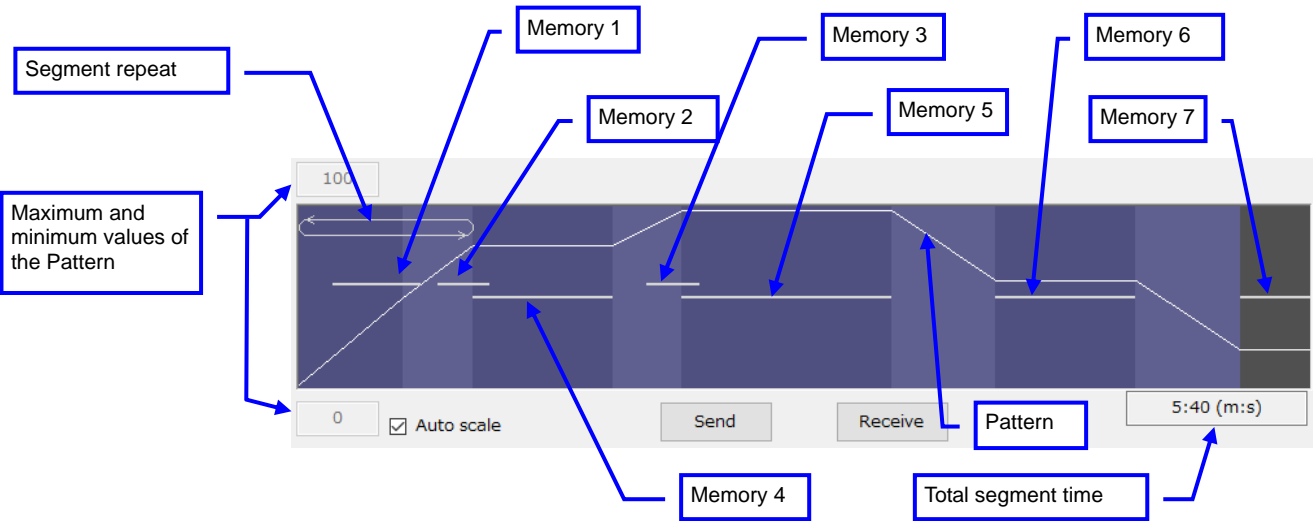 Memory 1
Memory 3
Memory 6
Segment repeat
Memory 2
Memory 5
Memory 7
100
Maximum and
minimum values of
the Pattern
0
Auto scale
Send
Receive
Pattern
5:40 (m:s)
Memory 4
Total segment time